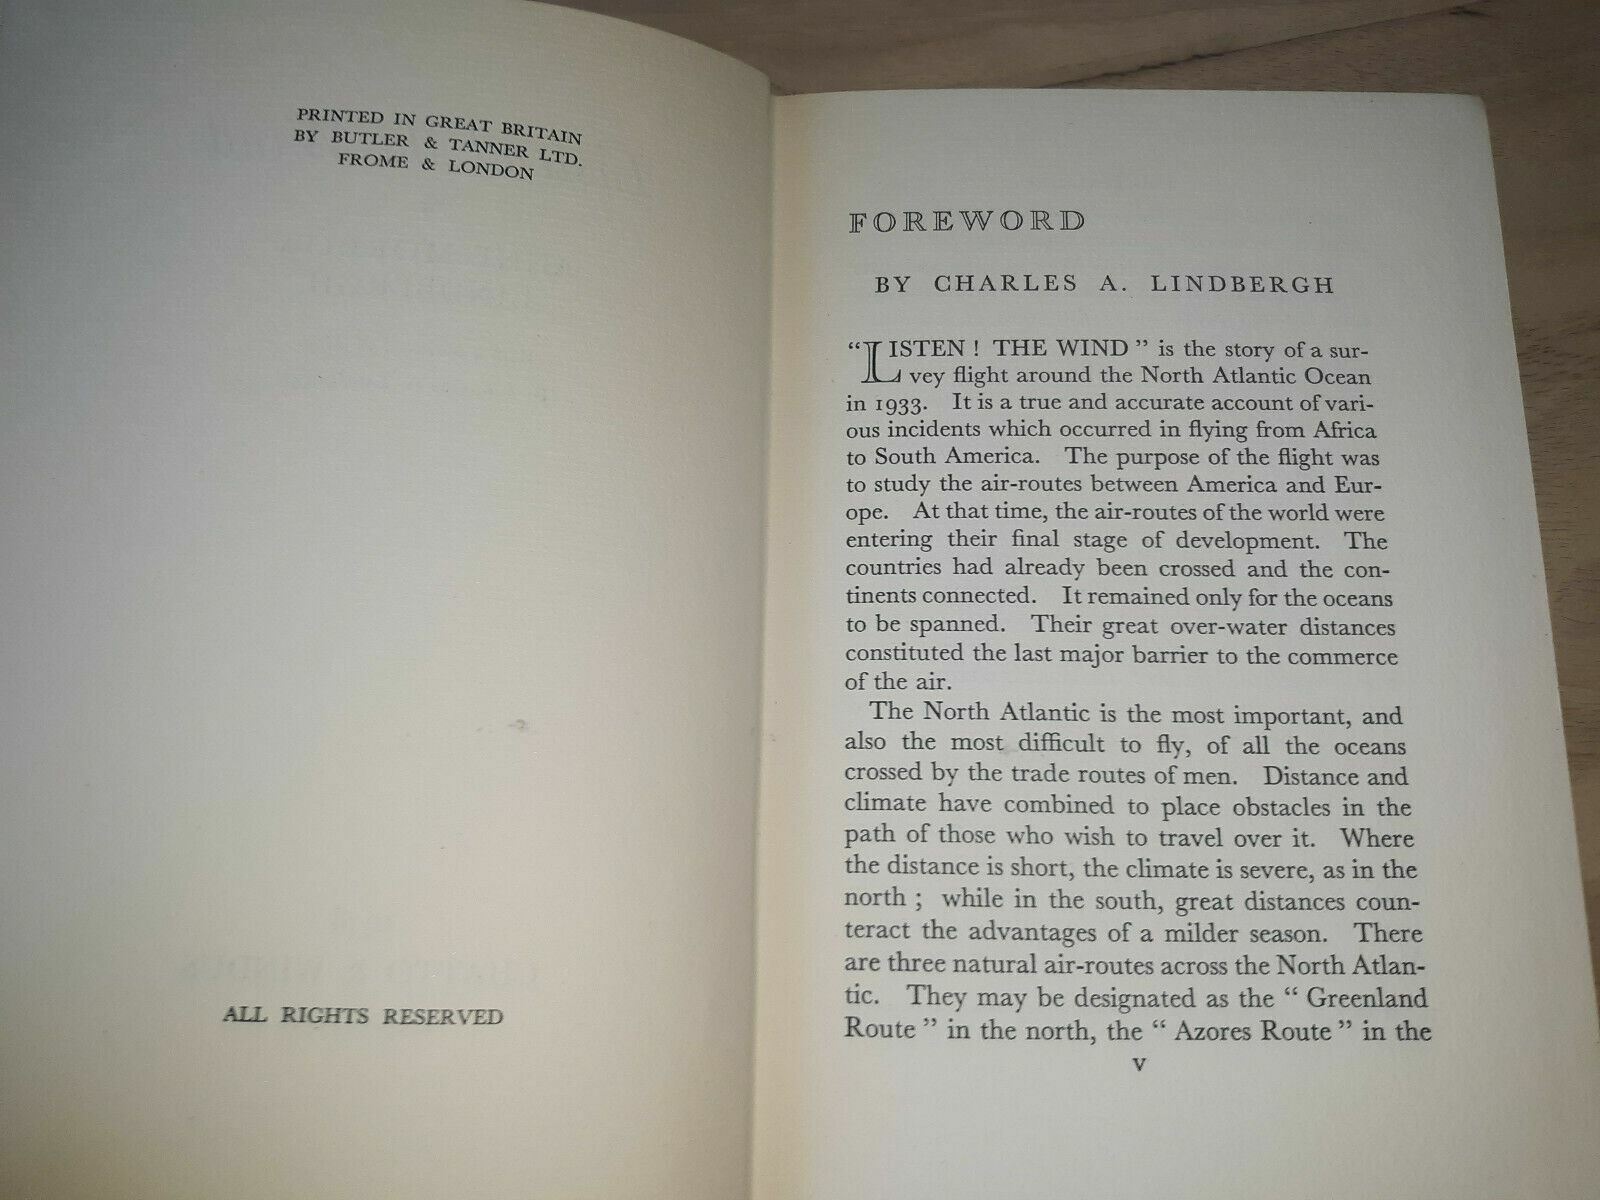 PRINTED IN GREAT BRITAIN
BY BUTLER & TANNER LTD.
FROME & LONDON
ALL RIGHTS RESERVED
FOREWORD
BY CHARLES A. LINDBERGH
“LISTEN ! THE WIND ” is the story of a sur-
vey flight around the North Atlantic Ocean
in 1933. It is a true and accurate account of vari-
ous incidents which occurred in flying from Africa
to South America. The purpose of the flight was
to study the air-routes between America and Eur-
ope. At that time, the air-routes of the world were
entering their final stage of development. The
countries had already been crossed and the con-
tinents connected. It remained only for the oceans
to be spanned. Their great over-water distances
constituted the last major barrier to the commerce
of the air.
The North Atlantic is the most important, and
also the most difficult to fly, of all the oceans
crossed by the trade routes of men. Distance and
climate have combined to place obstacles in the
path of those who wish to travel over it. Where
the distance is short, the climate is severe, as in the
north ; while in the south, great distances coun-
teract the advantages of a milder season. There
are three natural air-routes across the North Atlan-
tic. They may be designated as the “ Greenland
Route ” in the north, the “ Azores Route ” in the
v